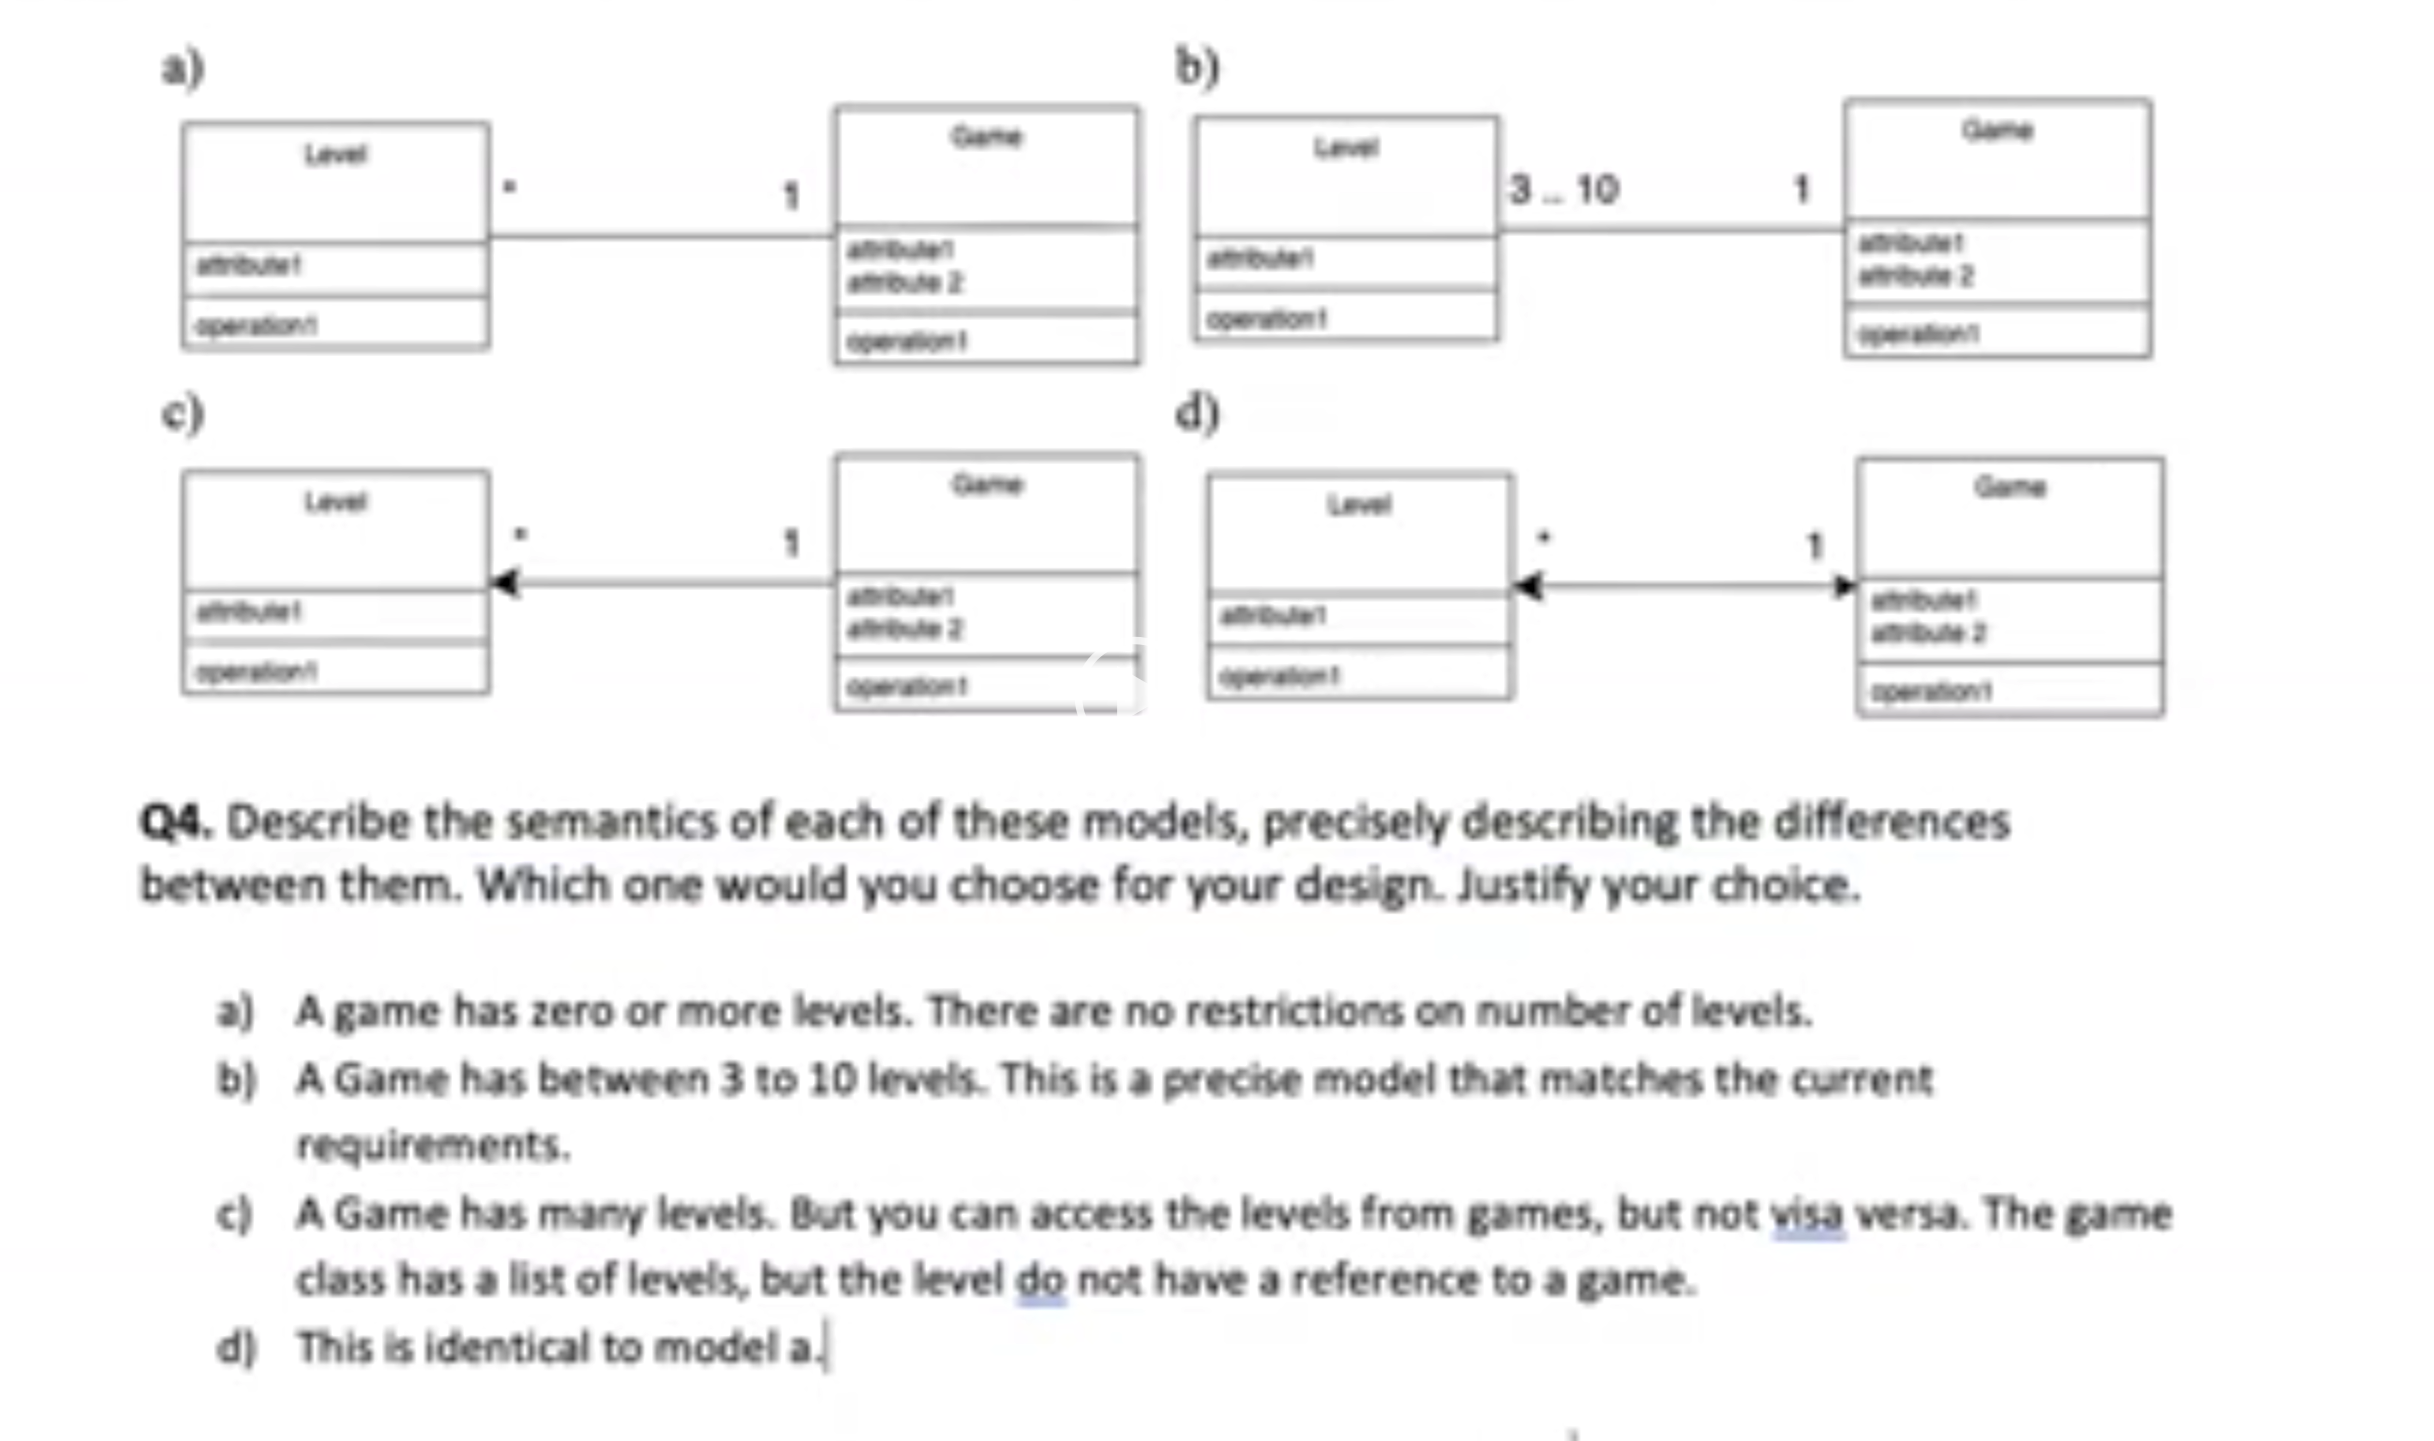 a)
b)
Level
*
1
Game
attribute1
attribute1
attribute 2
operation1
operation1
Level
3 .. 10
1
Game
attribute1
attribute1
attribute 2
operation1
operation1
c)
d)
Level
*
1
Game
attribute1
attribute1
attribute 2
operation1
operation1
Level
*
1
Game
attribute1
attribute1
attribute 2
operation1
operation1
Q4. Describe the semantics of each of these models, precisely describing the differences
between them. Which one would you choose for your design. Justify your choice.
a) A game has zero or more levels. There are no restrictions on number of levels.
b) A Game has between 3 to 10 levels. This is a precise model that matches the current
requirements.
c) A Game has many levels. But you can access the levels from games, but not visa versa. The game
class has a list of levels, but the level do not have a reference to a game.
d) This is identical to model a.